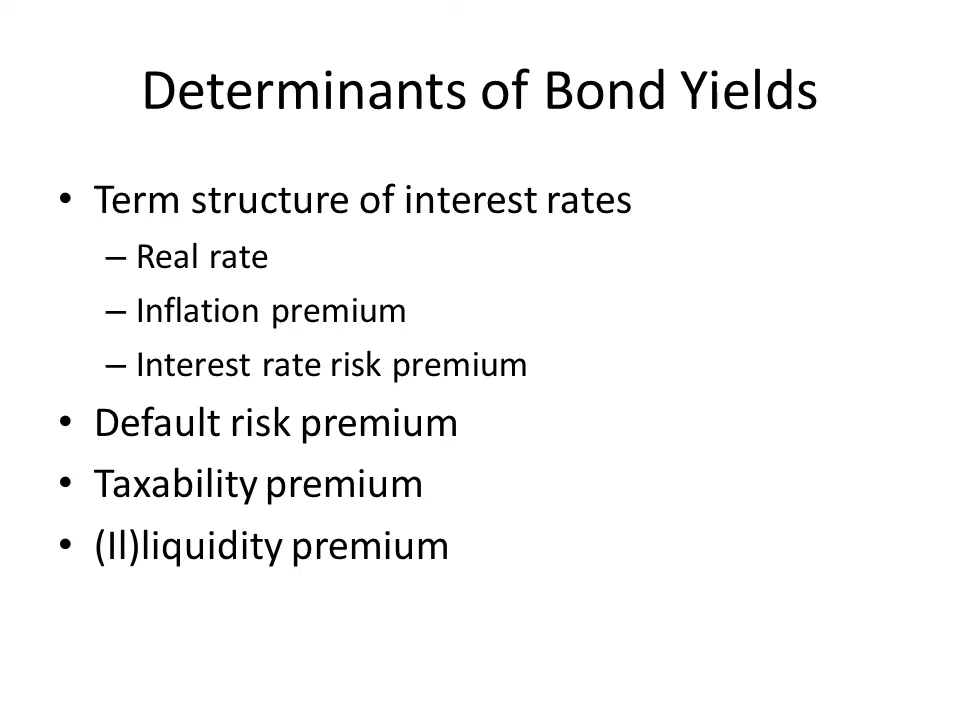 Determinants of Bond Yields
• Term structure of interest rates
– Real rate
– Inflation premium
– Interest rate risk premium
• Default risk premium
• Taxability premium
• (Il)liquidity premium